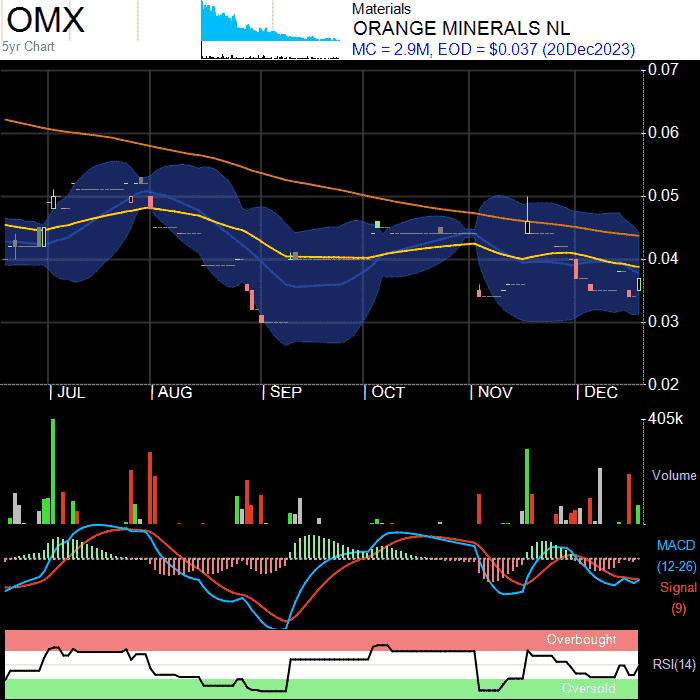 OMX
5yr Chart
Materials
ORANGE MINERALS NL
MC = 2.9M, EOD = $0.037 (20Dec2023)
0.07
0.06
0.05
0.04
0.03
0.02
JUL
AUG
SEP
OCT
NOV
DEC
405k
Volume
MACD
(12-26)
Signal
(9)
Overbought
RSI(14)
Oversold